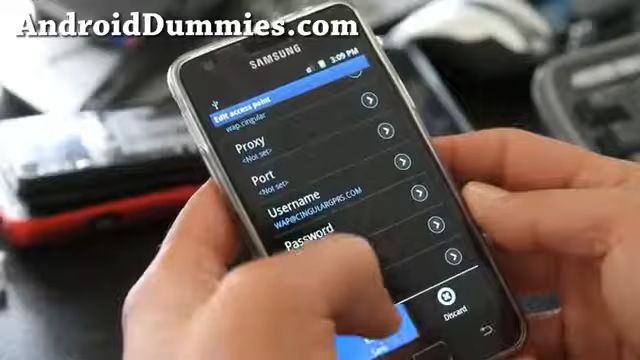 AndroidDummies.com
SAMSUNG
3:09 PM
Edit access point
wap.cingular
Proxy
<Not set>
Port
<Not set>
Username
WAP@CINGULARGPRS.COM
Password
Save
Discard